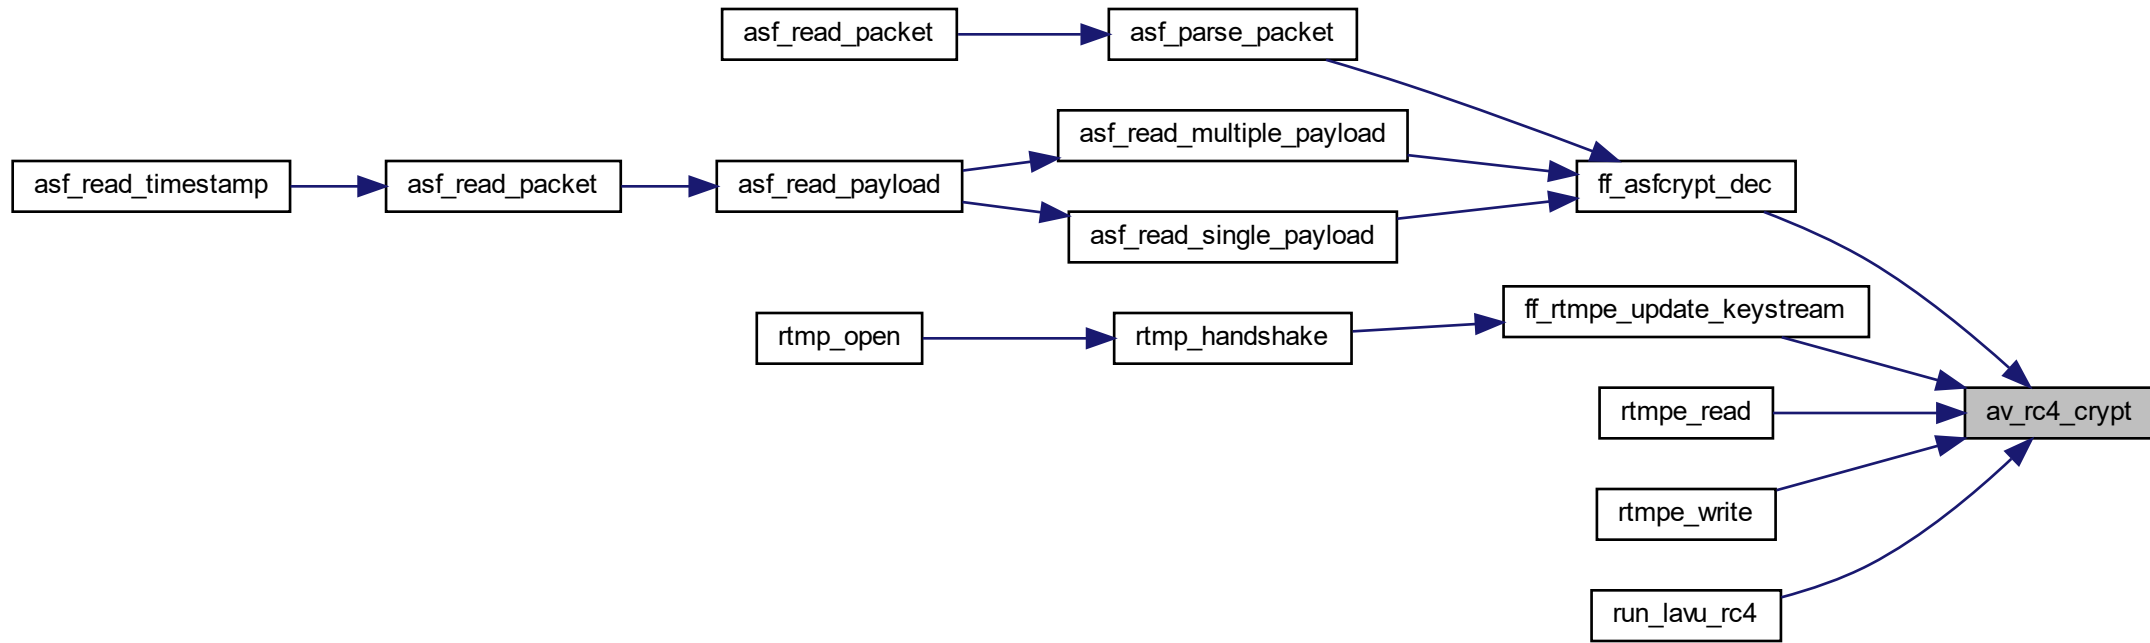 asf_read_packet
asf_parse_packet
asf_read_multiple_payload
asf_read_timestamp
asf_read_packet
asf_read_payload
ff_asfcrypt_dec
asf_read_single_payload
ff_rtmpe_update_keystream
rtmp_open
rtmp_handshake
rtmpe_read
av_rc4_crypt
rtmpe_write
run_lavu_rc4